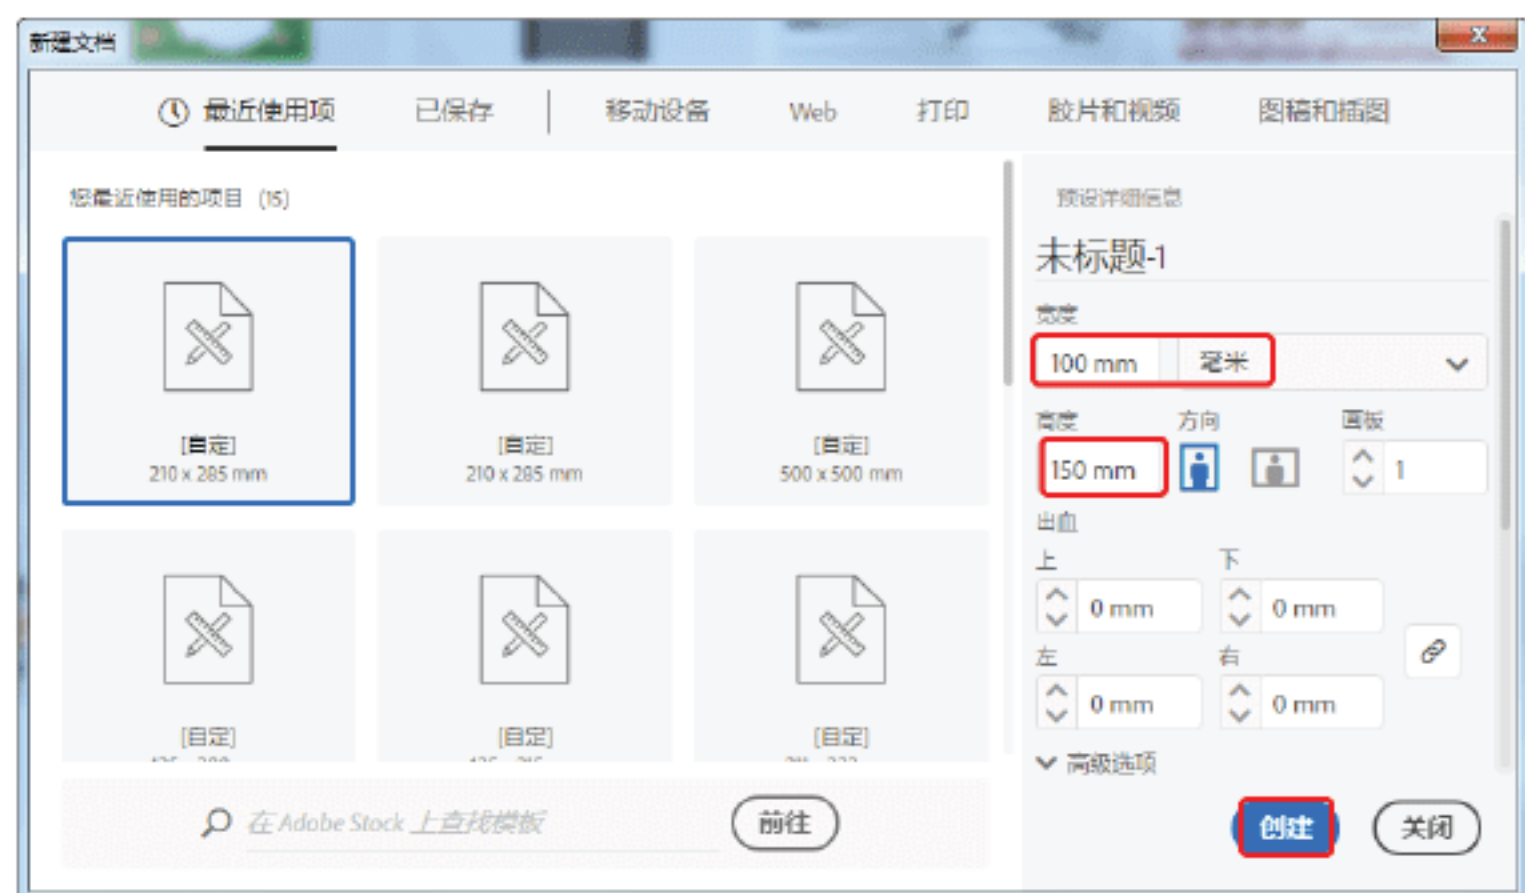 新建文档
最近使用项 已保存 移动设备 Web 打印 胶片和视频 图稿和插图
您最近使用的项目 (15)
[自定]
210 x 285 mm
[自定]
210 x 285 mm
[自定]
500 x 500 mm
[自定]
[自定]
[自定]
在 Adobe Stock 上查找模板 前往
预设详细信息
未标题-1
宽度
100 mm 毫米
高度 方向 画板
150 mm 1
出血
上 下
0 mm 0 mm
左 右
0 mm 0 mm
高级选项
创建 关闭